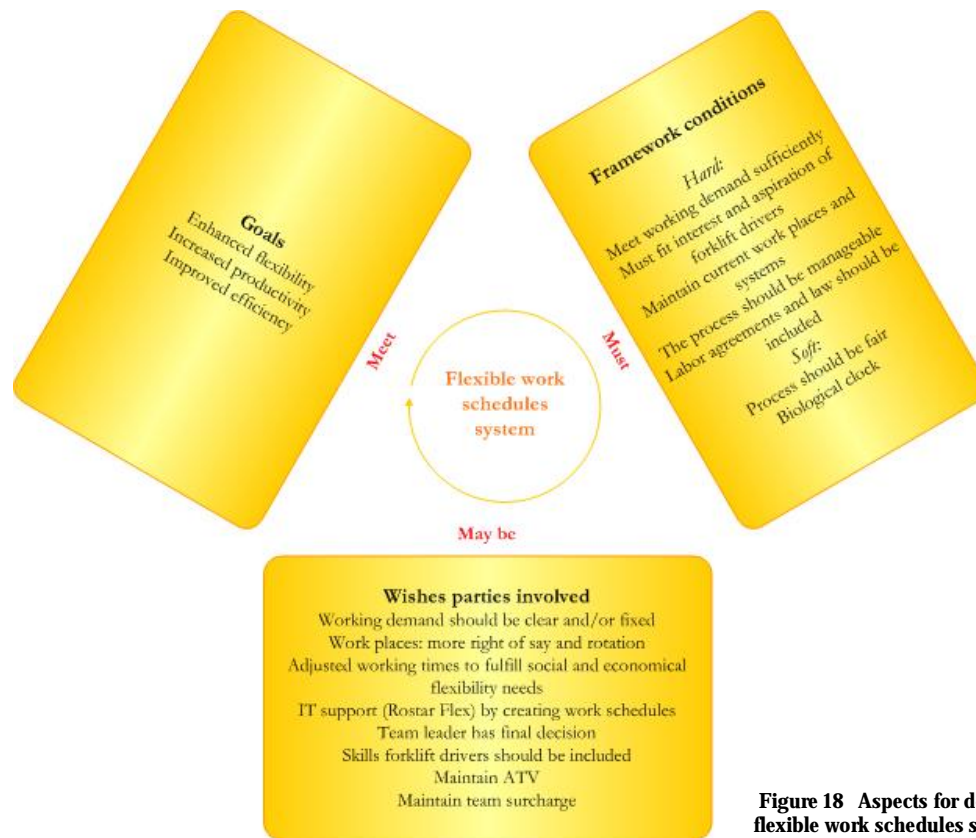 Goals
Enhanced flexibility
Increased productivity
Improved efficiency
Framework conditions
Hard:
Meet working demand sufficiently
Must fit interest and aspiration of
forklift drivers
Maintain current work places and
systems
The process should be manageable
Labor agreements and law should be
included
Soft:
Process should be fair
Biological clock
Meet
Must
Flexible work
schedules
system
May be
Wishes parties involved
Working demand should be clear and/or fixed
Work places: more right of say and rotation
Adjusted working times to fulfill social and economical
flexibility needs
IT support (Rostar Flex) by creating work schedules
Team leader has final decision
Skills forklift drivers should be included
Maintain ATV
Maintain team surcharge
Figure 18 Aspects for d
flexible work schedules s